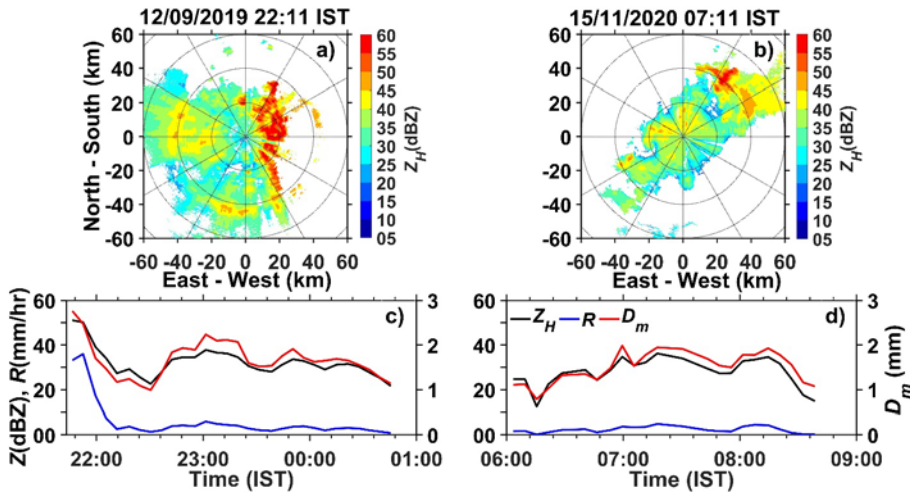 12/09/2019 22:11 IST
15/11/2020 07:11 IST
a)
b)
North - South (km)
60
40
20
0
-20
-40
-60
-60 -40 -20 0 20 40 60
East - West (km)
60
55
50
45
40
35
30
25
20
15
10
05
Z_H(dBZ)
60
40
20
0
-20
-40
-60
-60 -40 -20 0 20 40 60
East - West (km)
60
55
50
45
40
35
30
25
20
15
10
05
Z_H(dBZ)
c)
Z(dBZ), R(mm/hr)
60
40
20
00
3
2
1
0
22:00 23:00 00:00 01:00
Time (IST)
d)
Z_H R D_m
60
40
20
00
3
2
1
0
D_m (mm)
06:00 07:00 08:00 09:00
Time (IST)